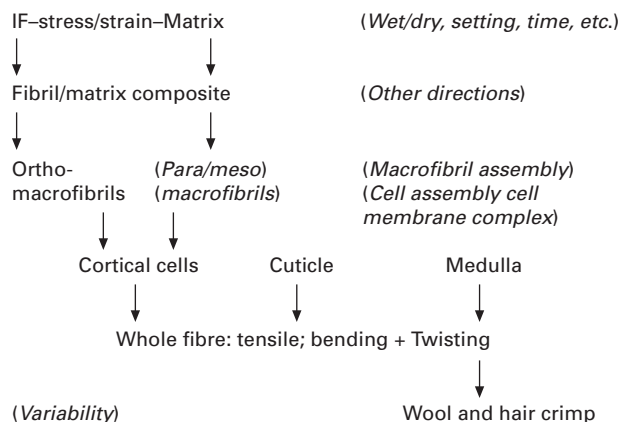 IF–stress/strain–Matrix (Wet/dry, setting, time, etc.)
Fibril/matrix composite (Other directions)
Ortho- (Para/meso) (Macrofibril assembly)
macrofibrils (macrofibrils) (Cell assembly cell
membrane complex)
Cortical cells Cuticle Medulla
Whole fibre: tensile; bending + Twisting
(Variability) Wool and hair crimp